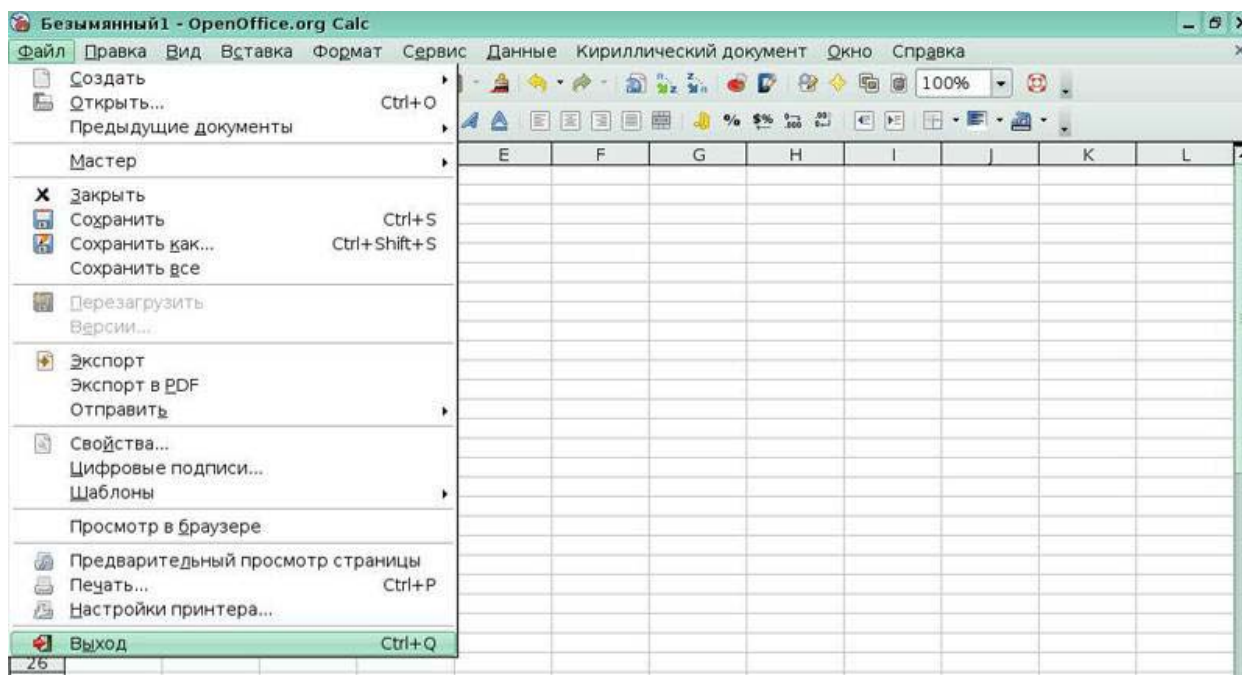 Безымянный1 - OpenOffice.org Calc
Файл Правка Вид Вставка Формат Сервис Данные Кириллический документ Окно Справка
Создать
100%
Открыть... Ctrl+O
Предыдущие документы
% $%
E F G H I J K L
Мастер
Закрыть
Сохранить Ctrl+S
Сохранить как... Ctrl+Shift+S
Сохранить все
Перезагрузить
Версии...
Экспорт
Экспорт в PDF
Отправить
Свойства...
Цифровые подписи...
Шаблоны
Просмотр в браузере
Предварительный просмотр страницы
Печать... Ctrl+P
Настройки принтера...
Выход Ctrl+Q
26